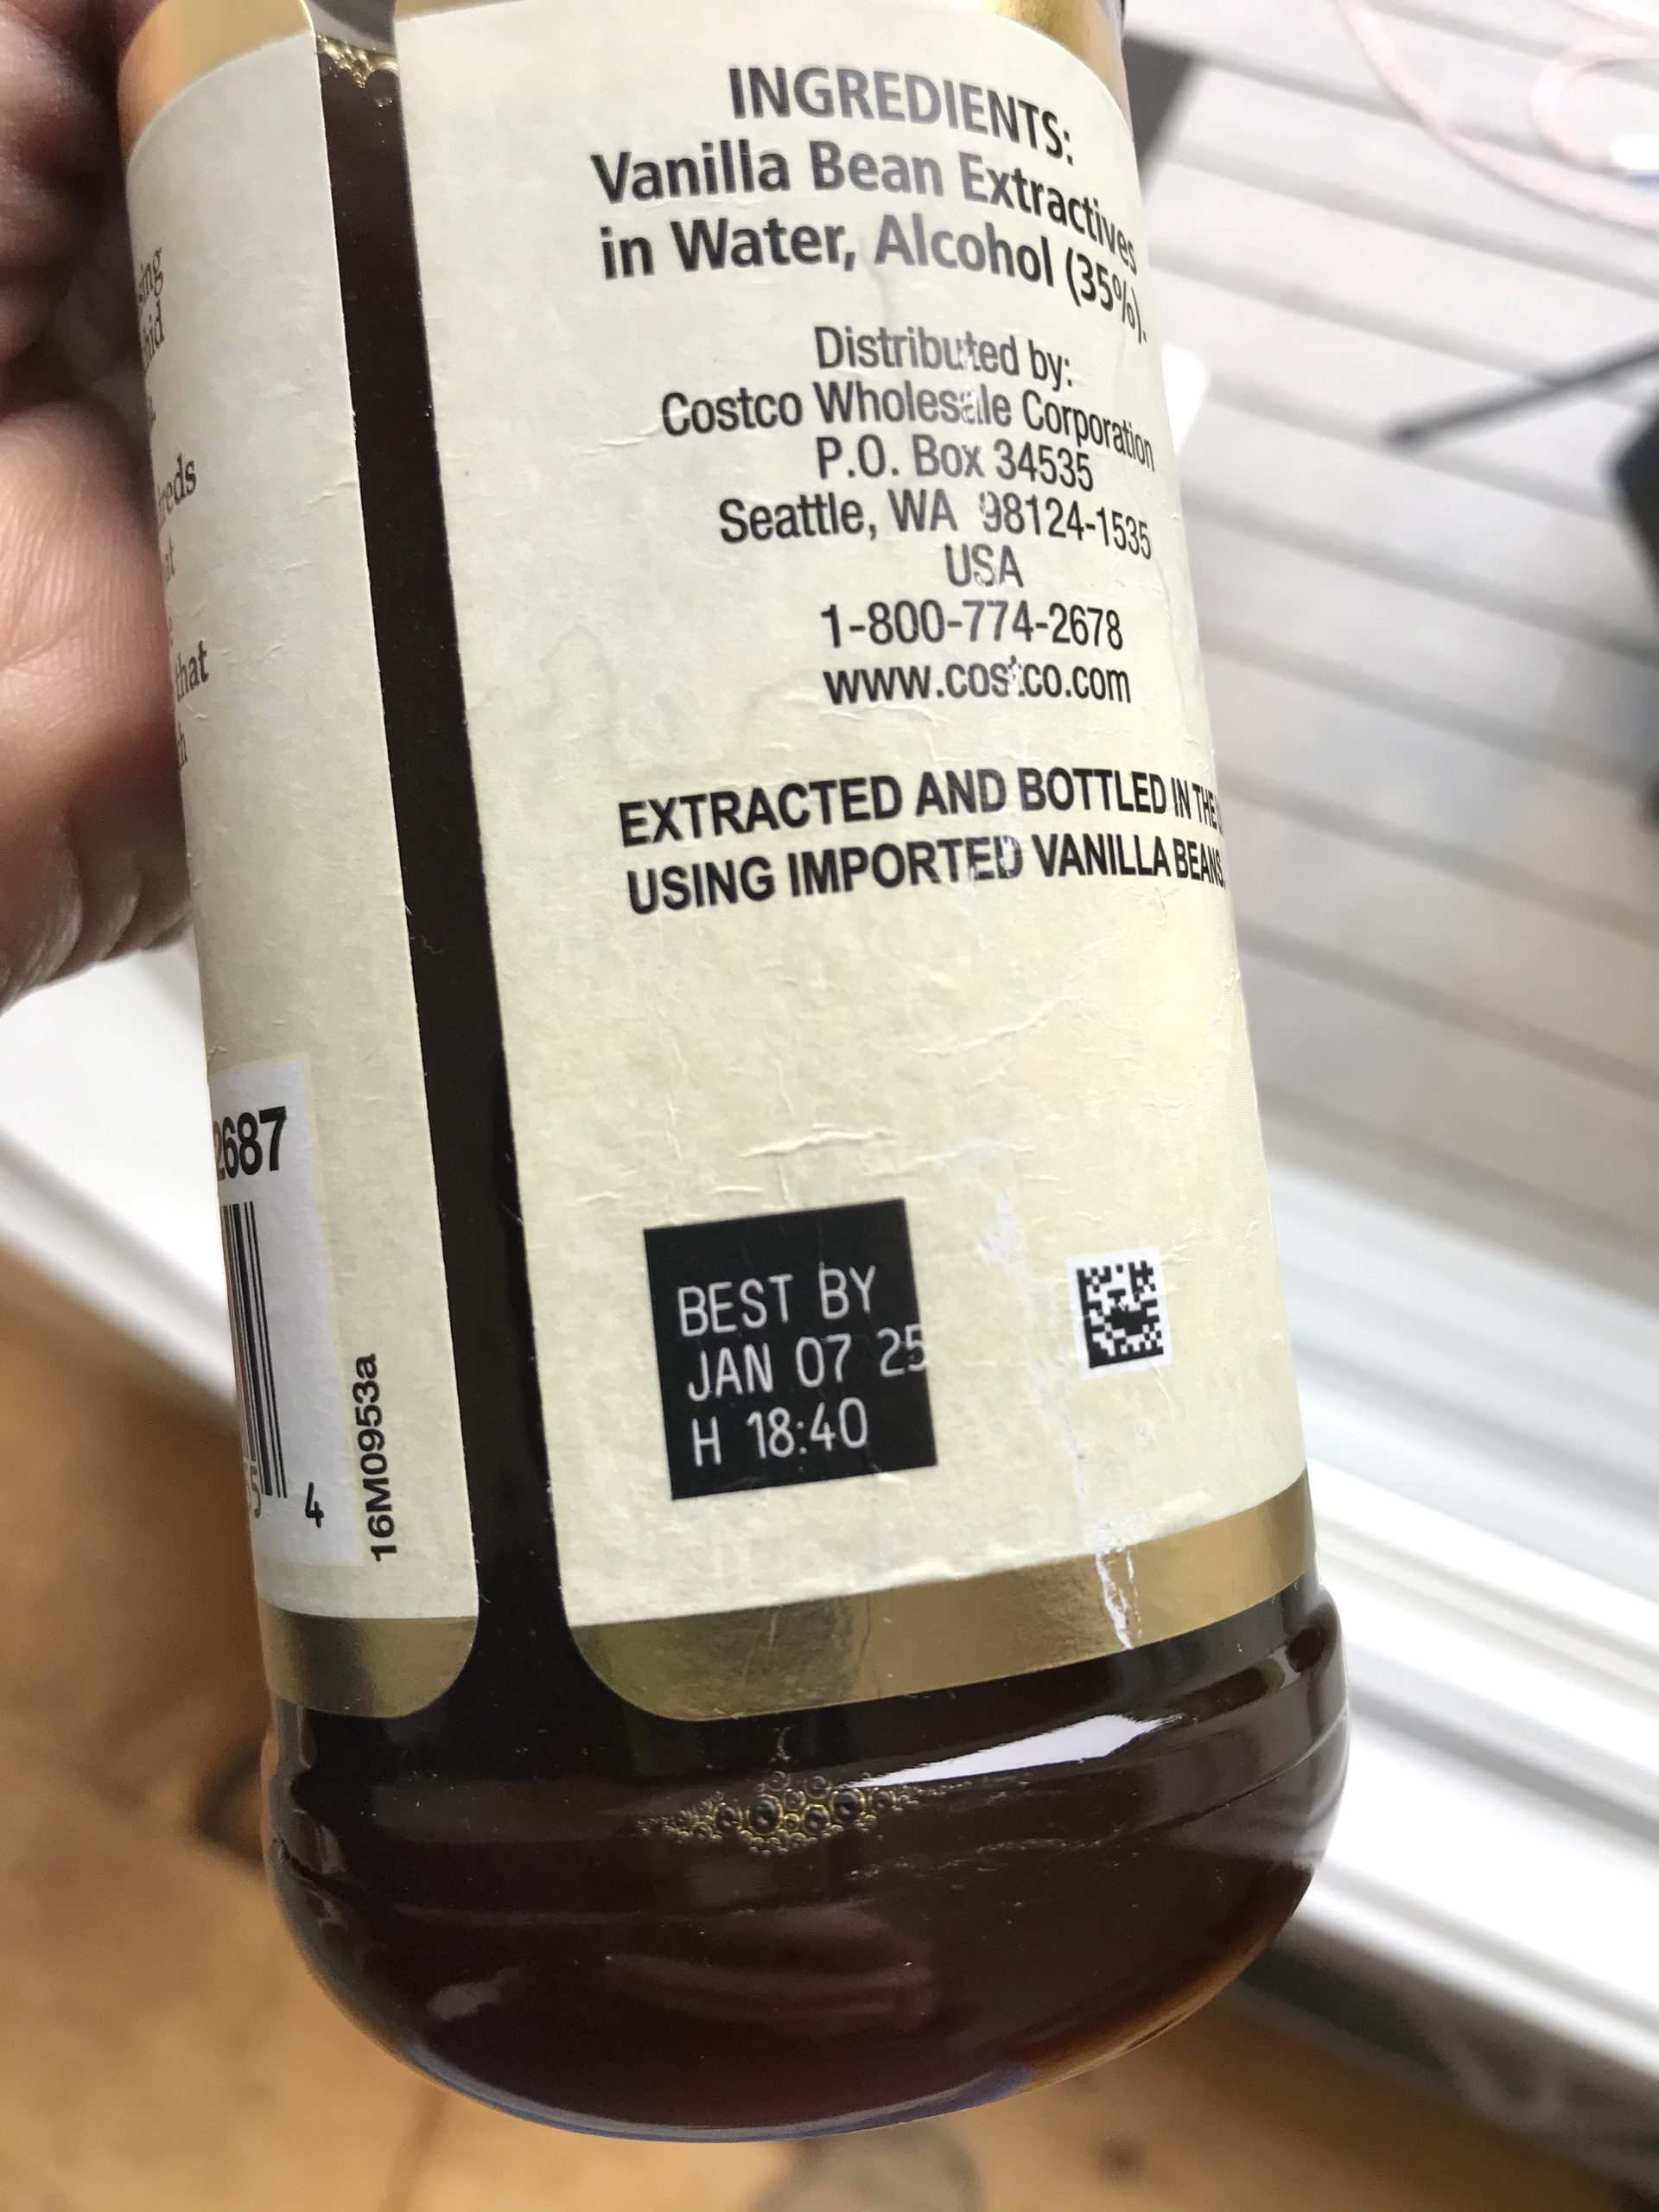 INGREDIENTS:
Vanilla Bean Extractives
in Water, Alcohol (35%).
Distributed by:
Costco Wholesale Corporation
P.O. Box 34535
Seattle, WA 98124-1535
USA
1-800-774-2678
www.costco.com
EXTRACTED AND BOTTLED IN THE
USING IMPORTED VANILLA BEANS.
BEST BY
JAN 07 25
H 18:40
that
2687
5 4
16M0953a